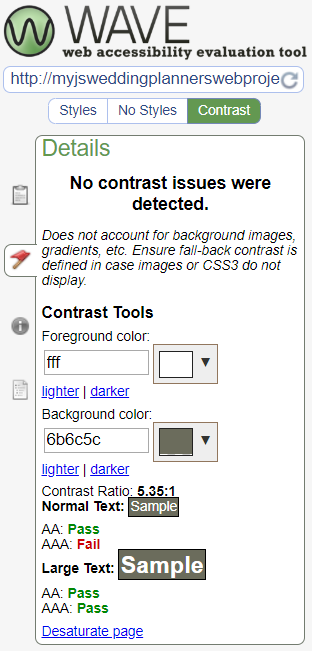 WAVE
web accessibility evaluation tool
http://myjsweddingplannerswebproje
Styles No Styles Contrast
Details
No contrast issues were
detected.
Does not account for background images,
gradients, etc. Ensure fall-back contrast is
defined in case images or CSS3 do not
display.
Contrast Tools
Foreground color:
fff
lighter | darker
Background color:
6b6c5c
lighter | darker
Contrast Ratio: 5.35:1
Normal Text: Sample
AA: Pass
AAA: Fail
Large Text: Sample
AA: Pass
AAA: Pass
Desaturate page